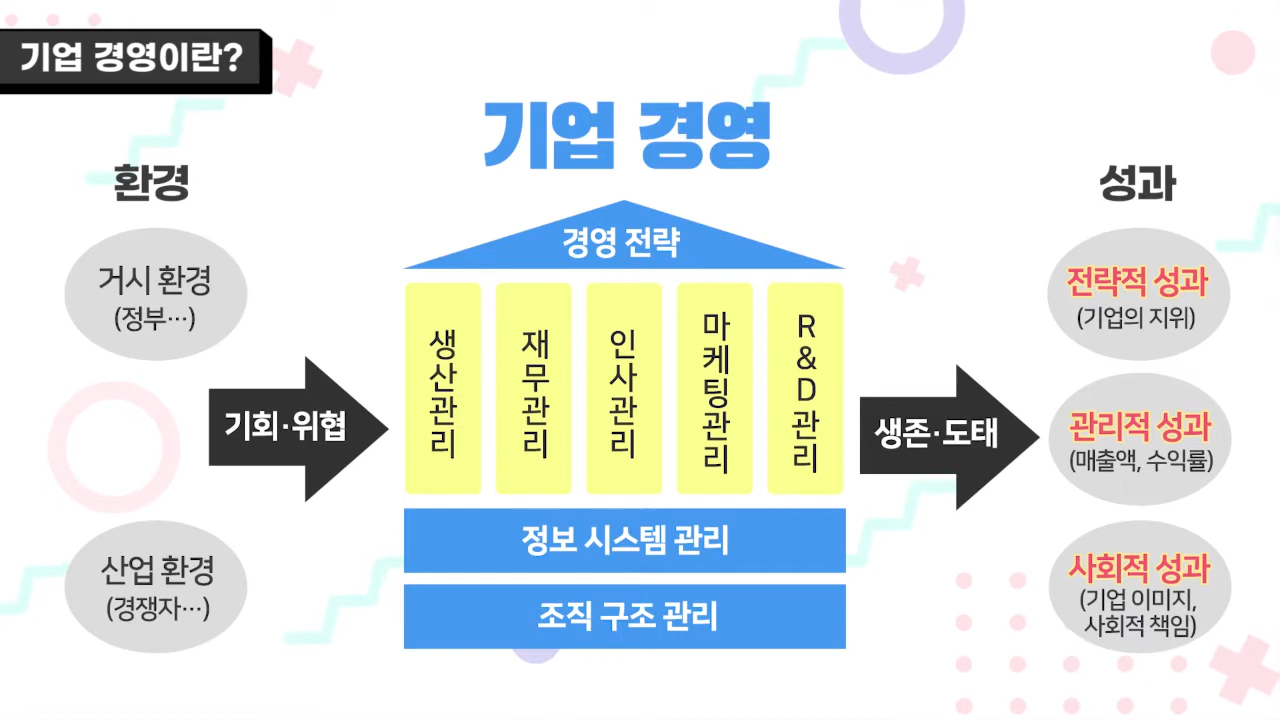 기업 경영이란?
기업 경영
환경
거시 환경
(정부…)
산업 환경
(경쟁자…)
기회·위협
경영 전략
생산관리
재무관리
인사관리
마케팅관리
R&D관리
정보 시스템 관리
조직 구조 관리
생존·도태
성과
전략적 성과
(기업의 지위)
관리적 성과
(매출액, 수익률)
사회적 성과
(기업 이미지,
사회적 책임)